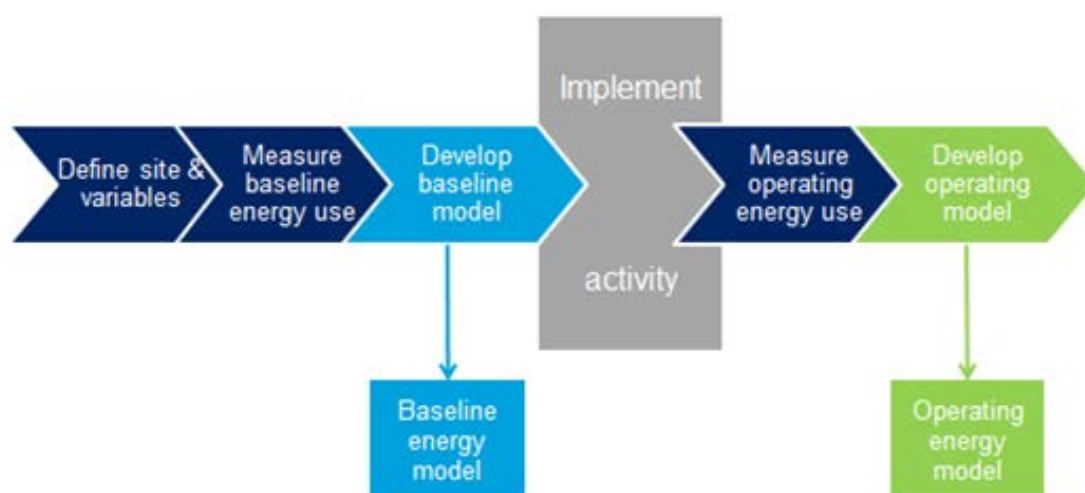 Implement
Define site &
variables
Measure
baseline
energy use
Develop
baseline
model
Measure
operating
energy use
Develop
operating
model
activity
Baseline
energy
model
Operating
energy
model